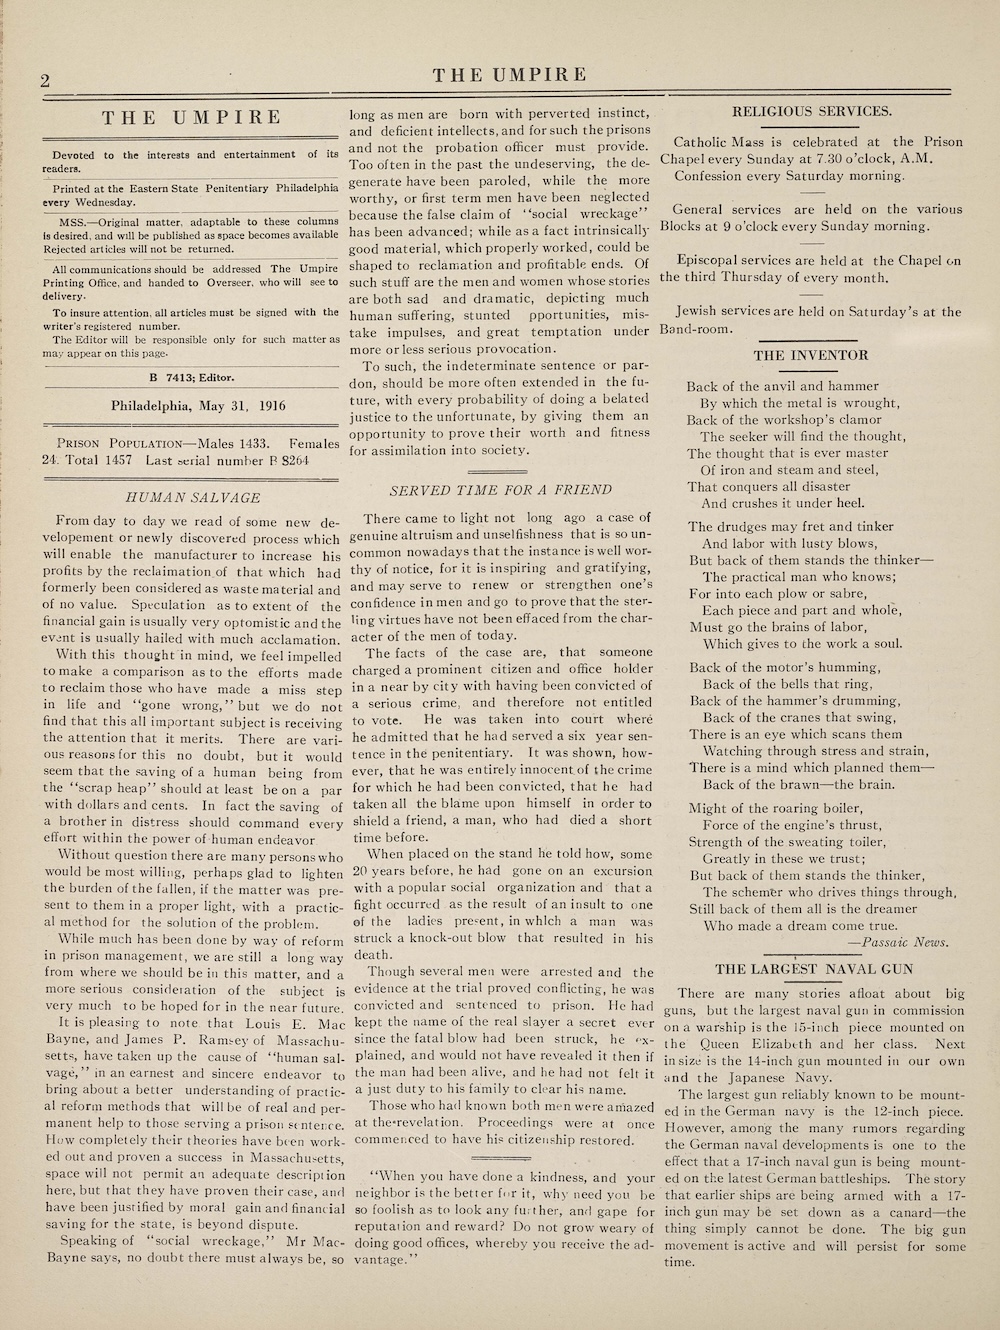 2
THE UMPIRE
THE UMPIRE
Devoted to the interests and entertainment of its
readers.
Printed at the Eastern State Penitentiary Philadelphia
every Wednesday.
MSS.—Original matter, adaptable to these columns
is desired, and will be published as space becomes available
Rejected articles will not be returned.
All communications should be addressed The Umpire
Printing Office, and handed to Overseer, who will see to
delivery.
To insure attention, all articles must be signed with the
writer's registered number.
The Editor will be responsible only for such matter as
may appear on this page.
B 7413; Editor.
Philadelphia, May 31, 1916
PRISON POPULATION—Males 1433. Females
24. Total 1457 Last serial number B 8264
HUMAN SALVAGE
From day to day we read of some new de-
velopement or newly discovered process which
will enable the manufacturer to increase his
profits by the reclamation of that which had
formerly been considered as waste material and
of no value. Speculation as to extent of the
financial gain is usually very optomistic and the
event is usually hailed with much acclamation.
With this thought in mind, we feel impelled
to make a comparison as to the efforts made
to reclaim those who have made a miss step
in life and "gone wrong," but we do not
find that this all important subject is receiving
the attention that it merits. There are vari-
ous reasons for this no doubt, but it would
seem that the saving of a human being from
the "scrap heap" should at least be on a par
with dollars and cents. In fact the saving of
a brother in distress should command every
effort within the power of human endeavor
Without question there are many persons who
would be most willing, perhaps glad to lighten
the burden of the fallen, if the matter was pre-
sent to them in a proper light, with a practic-
al method for the solution of the problem.
While much has been done by way of reform
in prison management, we are still a long way
from where we should be in this matter, and a
more serious consideration of the subject is
very much to be hoped for in the near future.
It is pleasing to note that Louis E. Mac
Bayne, and James P. Ramsey of Massachu-
setts, have taken up the cause of "human sal-
vage," in an earnest and sincere endeavor to
bring about a better understanding of practic-
al reform methods that will be of real and per-
manent help to those serving a prison sentence.
How completely their theories have been work-
ed out and proven a success in Massachusetts,
space will not permit an adequate description
here, but that they have proven their case, and
have been justified by moral gain and financial
saving for the state, is beyond dispute.
Speaking of "social wreckage," Mr Mac-
Bayne says, no doubt there must always be, so
long as men are born with perverted instinct,
and deficient intellects, and for such the prisons
and not the probation officer must provide.
Too often in the past the undeserving, the de-
generate have been paroled, while the more
worthy, or first term men have been neglected
because the false claim of "social wreckage"
has been advanced; while as a fact intrinsically
good material, which properly worked, could be
shaped to reclamation and profitable ends. Of
such stuff are the men and women whose stories
are both sad and dramatic, depicting much
human suffering, stunted pportunities, mis-
take impulses, and great temptation under
more or less serious provocation.
To such, the indeterminate sentence or par-
don, should be more often extended in the fu-
ture, with every probability of doing a belated
justice to the unfortunate, by giving them an
opportunity to prove their worth and fitness
for assimilation into society.
SERVED TIME FOR A FRIEND
There came to light not long ago a case of
genuine altruism and unselfishness that is so un-
common nowadays that the instance is well wor-
thy of notice, for it is inspiring and gratifying,
and may serve to renew or strengthen one's
confidence in men and go to prove that the ster-
ling virtues have not been effaced from the char-
acter of the men of today.
The facts of the case are, that someone
charged a prominent citizen and office holder
in a near by city with having been convicted of
a serious crime, and therefore not entitled
to vote. He was taken into court where
he admitted that he had served a six year sen-
tence in the penitentiary. It was shown, how-
ever, that he was entirely innocent of the crime
for which he had been convicted, that he had
taken all the blame upon himself in order to
shield a friend, a man, who had died a short
time before.
When placed on the stand he told how, some
20 years before, he had gone on an excursion
with a popular social organization and that a
fight occurred as the result of an insult to one
of the ladies present, in which a man was
struck a knock-out blow that resulted in his
death.
Though several men were arrested and the
evidence at the trial proved conflicting, he was
convicted and sentenced to prison. He had
kept the name of the real slayer a secret ever
since the fatal blow had been struck, he ex-
plained, and would not have revealed it then if
the man had been alive, and he had not felt it
a just duty to his family to clear his name.
Those who had known both men were amazed
at the revelation. Proceedings were at once
commenced to have his citizenship restored.
"When you have done a kindness, and your
neighbor is the better for it, why need you be
so foolish as to look any further, and gape for
reputation and reward? Do not grow weary of
doing good offices, whereby you receive the ad-
vantage."
RELIGIOUS SERVICES.
Catholic Mass is celebrated at the Prison
Chapel every Sunday at 7.30 o'clock, A.M.
Confession every Saturday morning.
General services are held on the various
Blocks at 9 o'clock every Sunday morning.
Episcopal services are held at the Chapel on
the third Thursday of every month.
Jewish services are held on Saturday's at the
Band-room.
THE INVENTOR
Back of the anvil and hammer
By which the metal is wrought,
Back of the workshop's clamor
The seeker will find the thought,
The thought that is ever master
Of iron and steam and steel,
That conquers all disaster
And crushes it under heel.
The drudges may fret and tinker
And labor with lusty blows,
But back of them stands the thinker—
The practical man who knows;
For into each plow or sabre,
Each piece and part and whole,
Must go the brains of labor,
Which gives to the work a soul.
Back of the motor's humming,
Back of the bells that ring,
Back of the hammer's drumming,
Back of the cranes that swing,
There is an eye which scans them
Watching through stress and strain,
There is a mind which planned them—
Back of the brawn—the brain.
Might of the roaring boiler,
Force of the engine's thrust,
Strength of the sweating toiler,
Greatly in these we trust;
But back of them stands the thinker,
The schemer who drives things through,
Still back of them all is the dreamer
Who made a dream come true.
—Passaic News.
THE LARGEST NAVAL GUN
There are many stories afloat about big
guns, but the largest naval gun in commission
on a warship is the 15-inch piece mounted on
the Queen Elizabeth and her class. Next
in size is the 14-inch gun mounted in our own
and the Japanese Navy.
The largest gun reliably known to be mount-
ed in the German navy is the 12-inch piece.
However, among the many rumors regarding
the German naval developments is one to the
effect that a 17-inch naval gun is being mount-
ed on the latest German battleships. The story
that earlier ships are being armed with a 17-
inch gun may be set down as a canard—the
thing simply cannot be done. The big gun
movement is active and will persist for some
time.